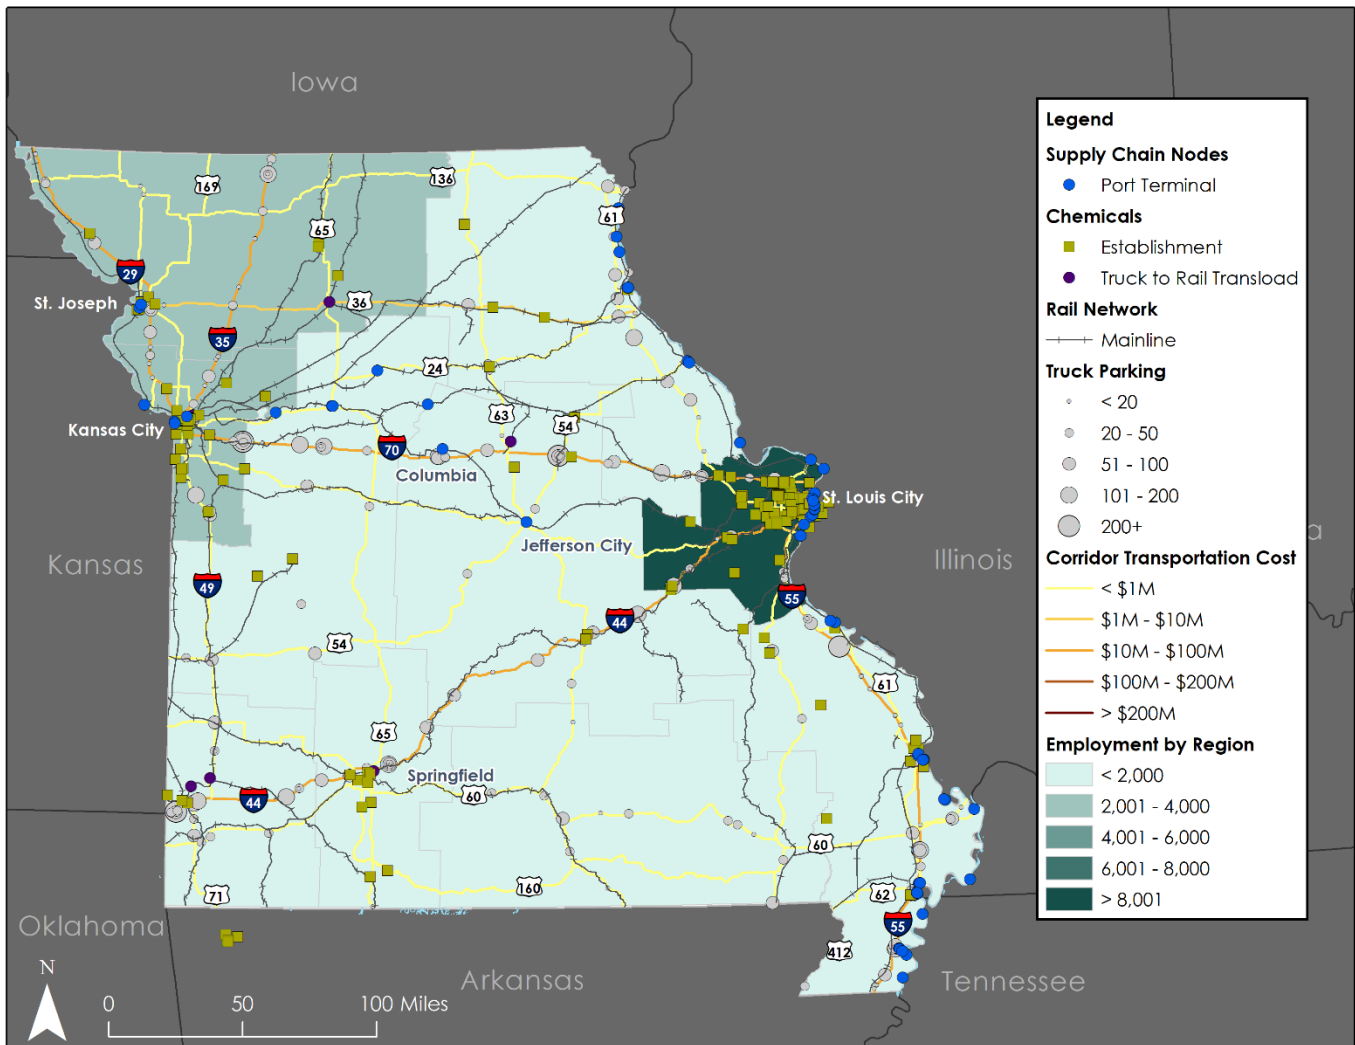 Iowa
Legend
Supply Chain Nodes
Port Terminal
Chemicals
Establishment
Truck to Rail Transload
Rail Network
Mainline
Truck Parking
< 20
20 - 50
51 - 100
101 - 200
200+
Corridor Transportation Cost
< $1M
$1M - $10M
$10M - $100M
$100M - $200M
> $200M
Employment by Region
< 2,000
2,001 - 4,000
4,001 - 6,000
6,001 - 8,000
> 8,001
169
136
65
61
29
St. Joseph
36
35
24
63
54
Kansas City
70
Columbia
St. Louis City
Jefferson City
Kansas
Illinois
a
49
55
44
54
61
65
Springfield
44
60
60
71
160
62
55
412
Oklahoma
Arkansas
Tennessee
N
0 50 100 Miles